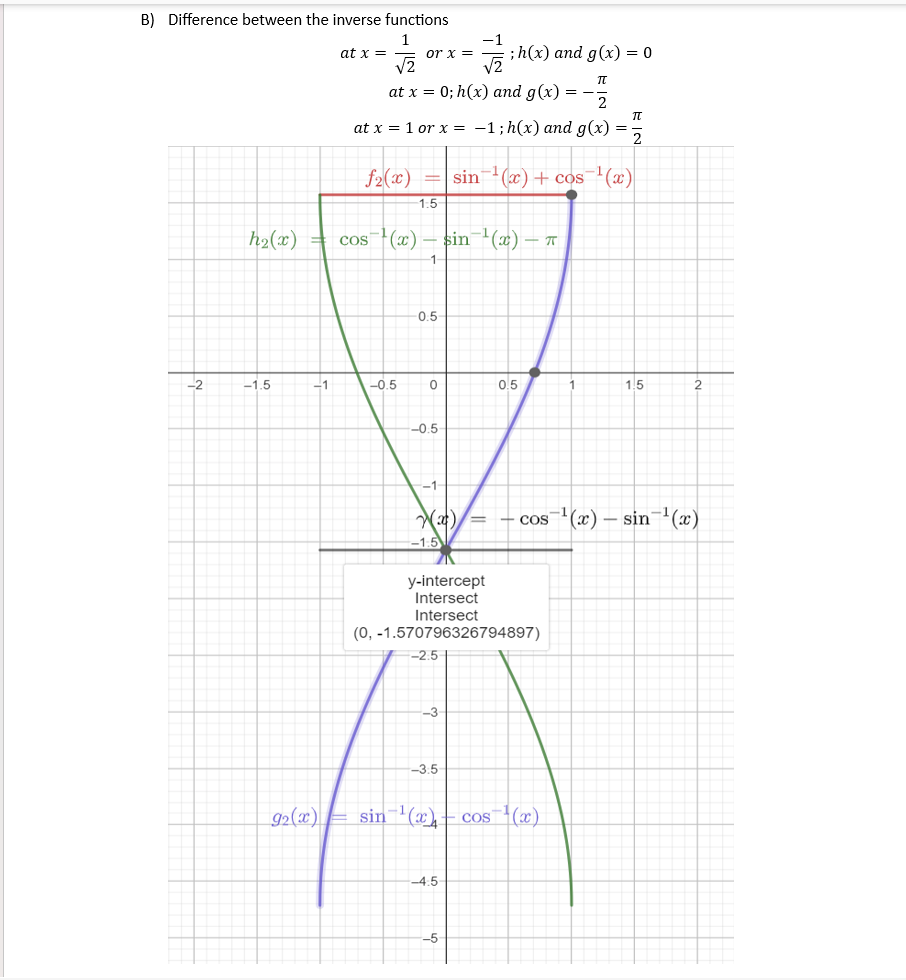 B) Difference between the inverse functions
at x = 1/√2 or x = −1/√2 ; h(x) and g(x) = 0
at x = 0; h(x) and g(x) = −π/2
at x = 1 or x = −1 ; h(x) and g(x) = π/2
f₂(x) = sin⁻¹(x) + cos⁻¹(x)
1.5
h₂(x) = cos⁻¹(x) − sin⁻¹(x) − π
1
0.5
−2 −1.5 −1 −0.5 0 0.5 1 1.5 2
−0.5
−1
γ(x) = − cos⁻¹(x) − sin⁻¹(x)
−1.5
y-intercept
Intersect
Intersect
(0, -1.570796326794897)
−2.5
−3
−3.5
g₂(x) = sin⁻¹(x) − cos⁻¹(x)
−4
−4.5
−5